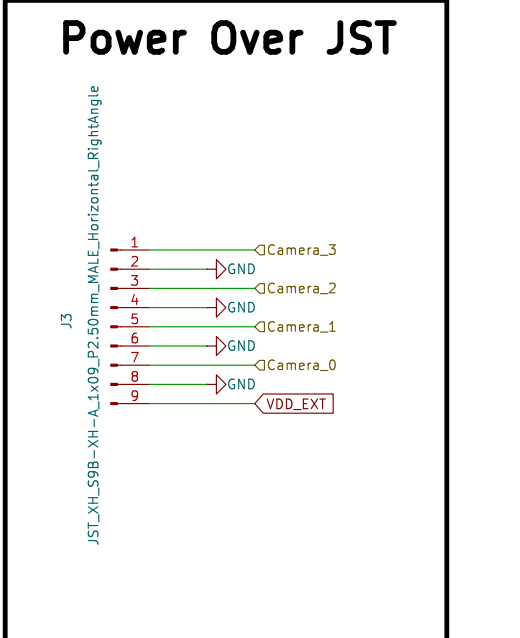 Power Over JST
JST_XH_S9B-XH-A_1x09_P2.50mm_MALE_Horizontal_RightAngle
J3
1 Camera_3
2 GND
3 Camera_2
4 GND
5 Camera_1
6 GND
7 Camera_0
8 GND
9 VDD_EXT